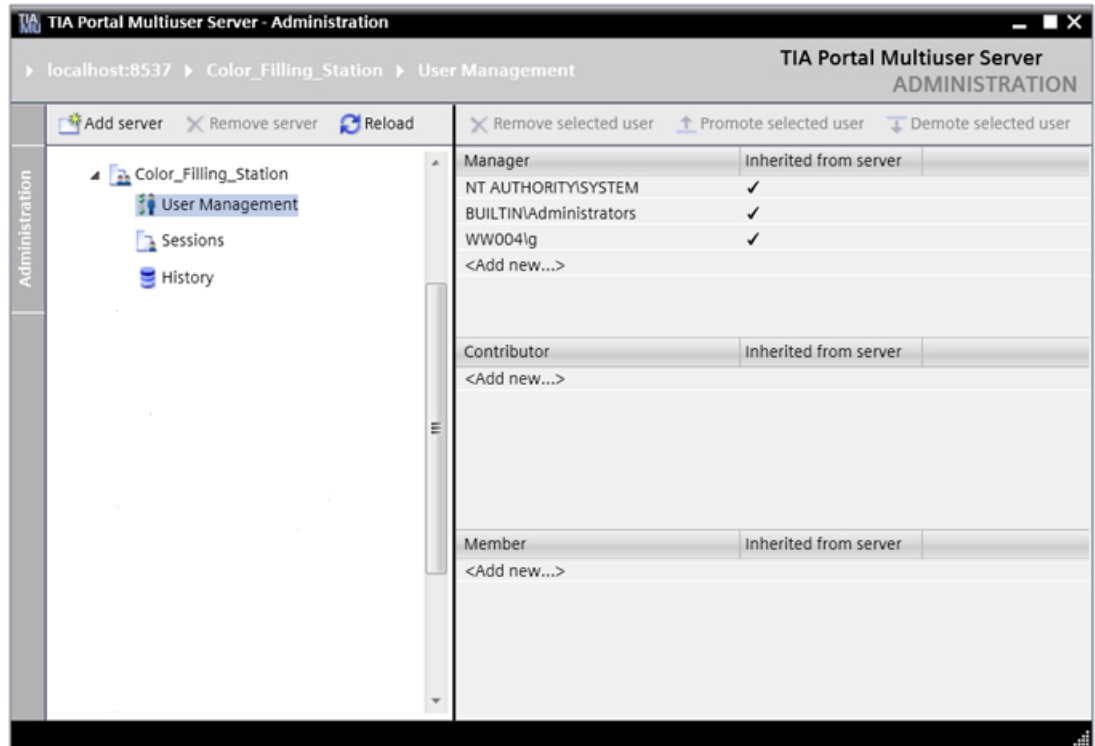 TIA MU TIA Portal Multiuser Server - Administration
localhost:8537 Color_Filling_Station User Management
TIA Portal Multiuser Server
ADMINISTRATION
Add server Remove server Reload
Remove selected user Promote selected user Demote selected user
Administration
Color_Filling_Station
User Management
Sessions
History
Manager Inherited from server
NT AUTHORITY\SYSTEM ✓
BUILTIN\Administrators ✓
WW004\g ✓
<Add new...>
Contributor Inherited from server
<Add new...>
Member Inherited from server
<Add new...>